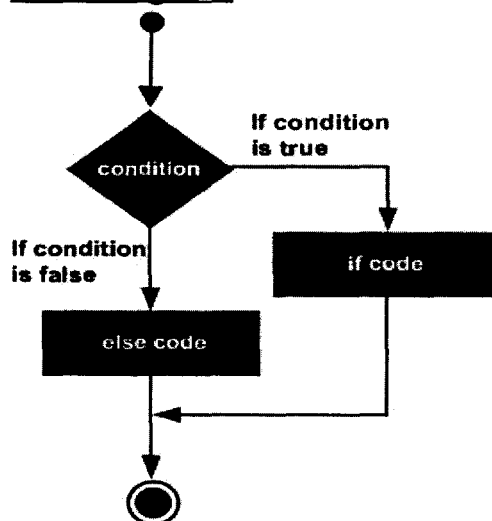 condition
If condition
is true
If condition
is false
if code
else code